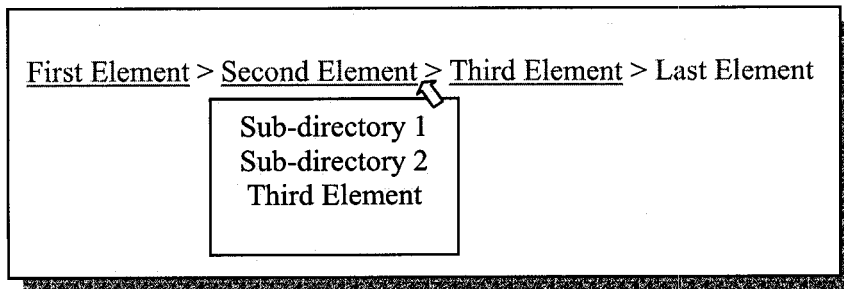 First Element > Second Element > Third Element > Last Element
Sub-directory 1
Sub-directory 2
Third Element